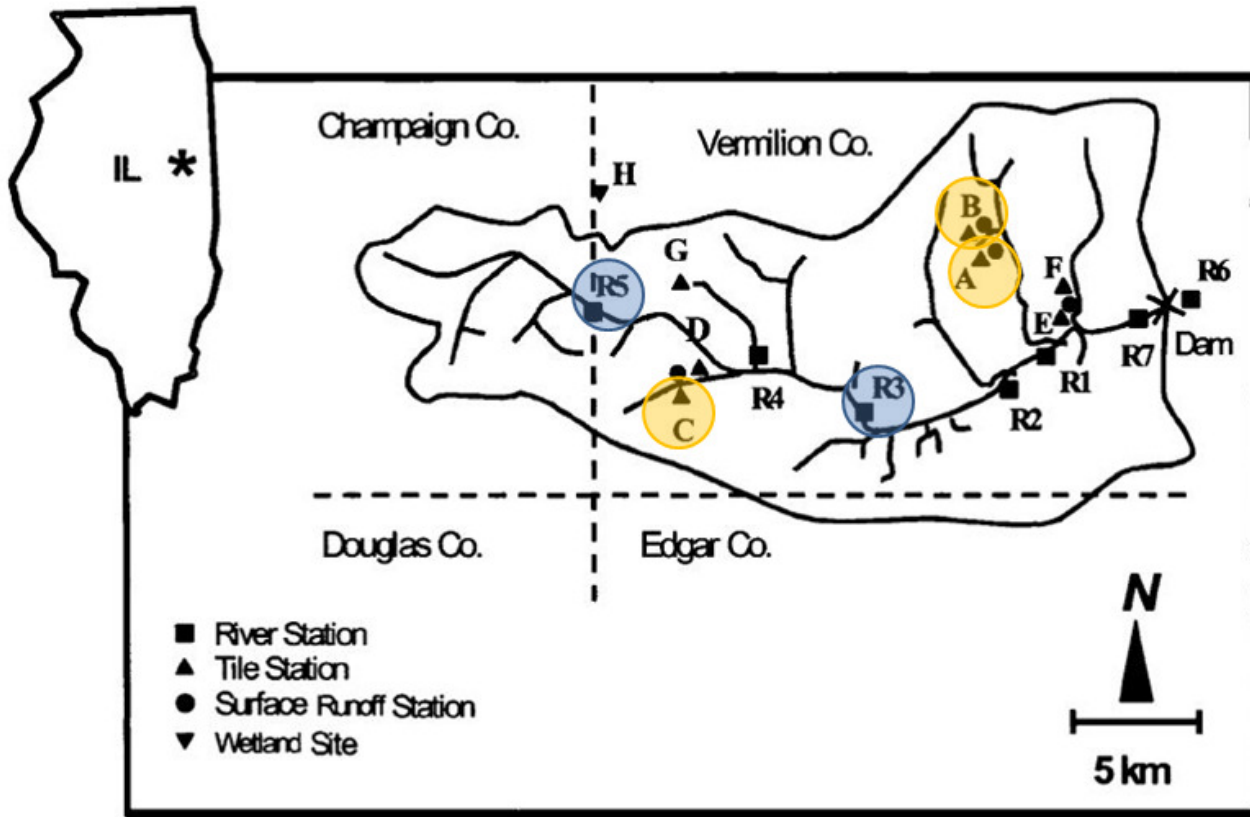 Champaign Co.
Vermilion Co.
IL
H
B
G
R5
A
F
R6
D
E
Dam
R7
R4
R3
R1
R2
C
Douglas Co.
Edgar Co.
N
River Station
Tile Station
Surface Runoff Station
Wetland Site
5 km